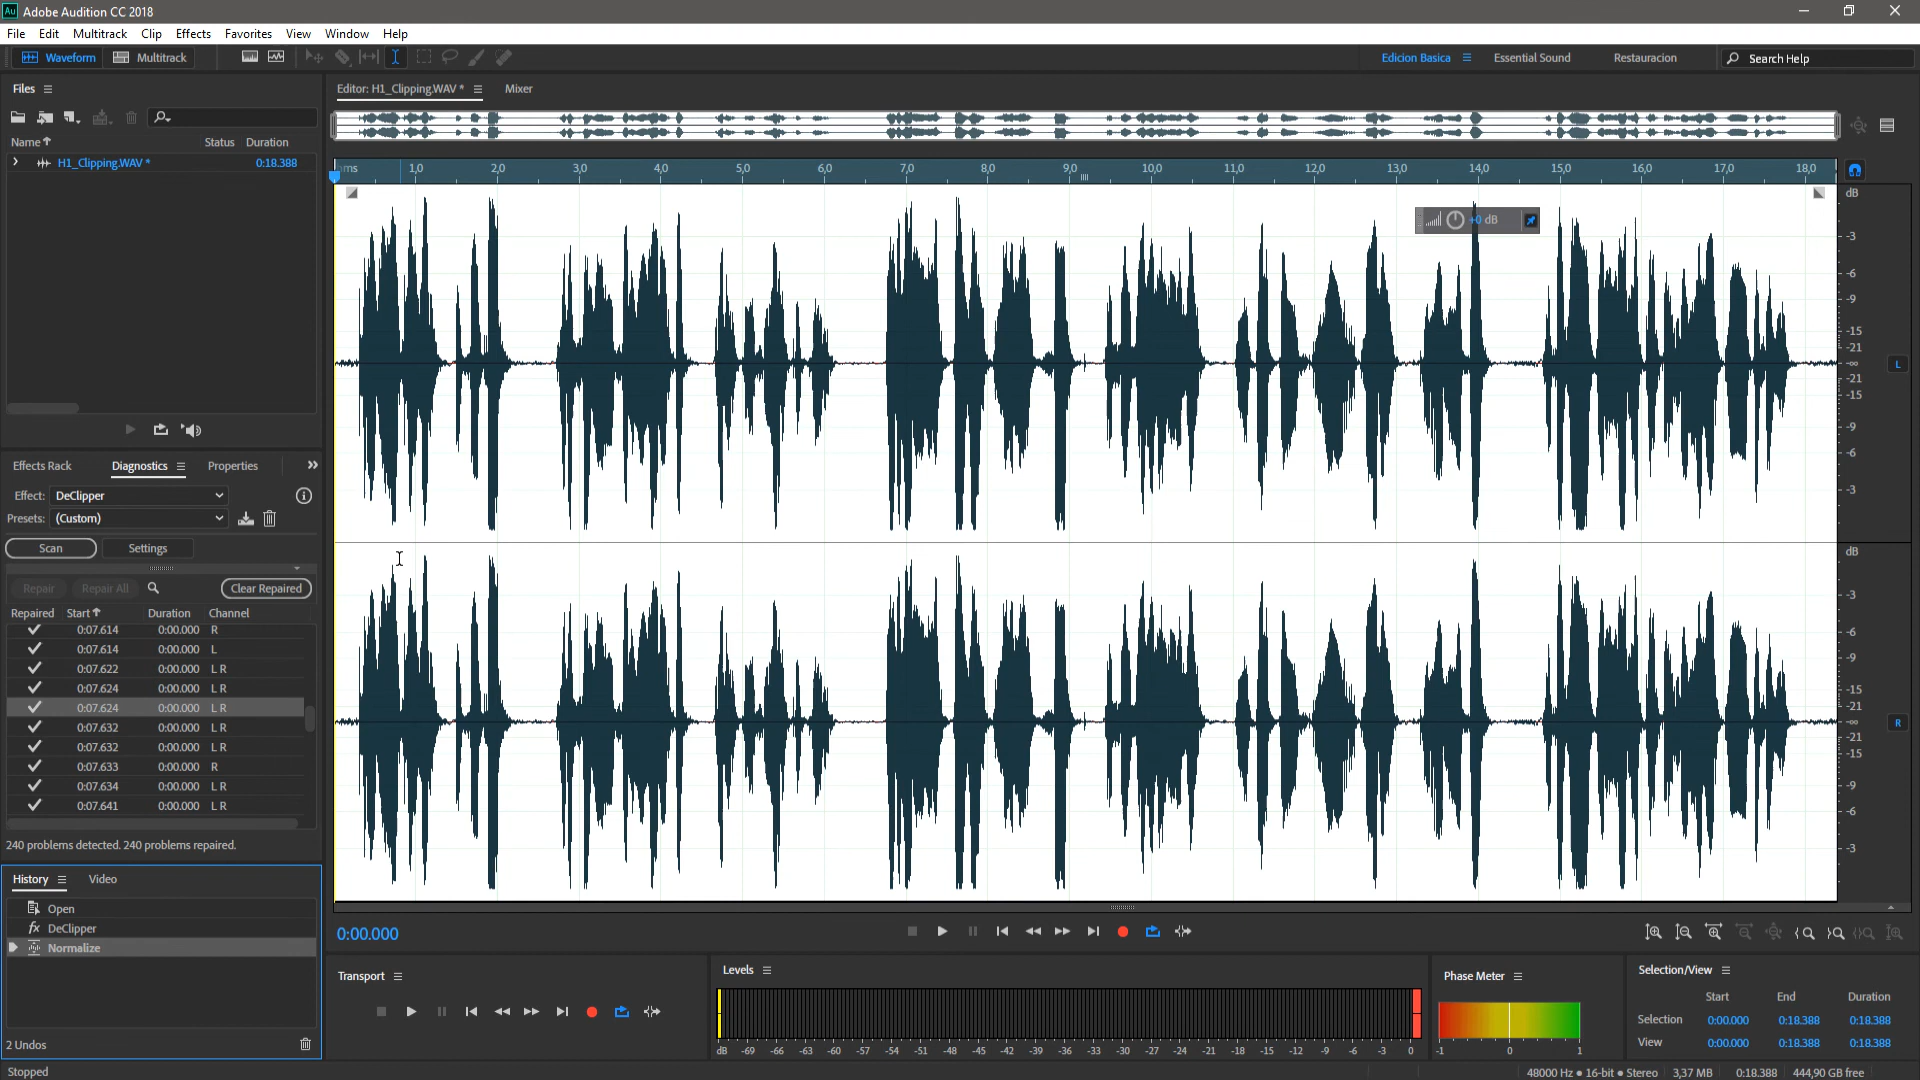 Au Adobe Audition CC 2018
File Edit Multitrack Clip Effects Favorites View Window Help
Waveform Multitrack Edicion Basica Essential Sound Restauracion Search Help
Files
Editor: H1_Clipping.WAV * Mixer
Name Status Duration
H1_Clipping.WAV * 0:18.388
1,0 2,0 3,0 4,0 5,0 6,0 7,0 8,0 9,0 10,0 11,0 12,0 13,0 14,0 15,0 16,0 17,0 18,0
dB
+0 dB
-3
-6
-9
-15
-21
-∞
-21
-15
-9
-6
-3
L
dB
-3
-6
-9
-15
-21
-∞
-21
-15
-9
-6
-3
R
Effects Rack Diagnostics Properties
Effect: DeClipper
Presets: (Custom)
Scan Settings
Repair Repair All Clear Repaired
Repaired Start Duration Channel
0:07.614 0:00.000 R
0:07.614 0:00.000 L
0:07.622 0:00.000 L R
0:07.624 0:00.000 L R
0:07.624 0:00.000 L R
0:07.632 0:00.000 L R
0:07.632 0:00.000 L R
0:07.633 0:00.000 R
0:07.634 0:00.000 L R
0:07.641 0:00.000 L R
240 problems detected. 240 problems repaired.
History Video
Open
fx DeClipper
Normalize
2 Undos
0:00.000
Transport
Levels
dB -69 -66 -63 -60 -57 -54 -51 -48 -45 -42 -39 -36 -33 -30 -27 -24 -21 -18 -15 -12 -9 -6 -3 0
Phase Meter
-1 0 1
Selection/View
Start End Duration
Selection 0:00.000 0:18.388 0:18.388
View 0:00.000 0:18.388 0:18.388
Stopped
48000 Hz ● 16-bit ● Stereo 3,37 MB 0:18.388 444,90 GB free